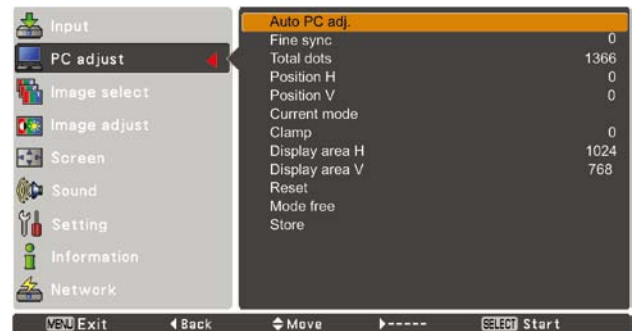 Input
PC adjust
Image select
Image adjust
Screen
Sound
Setting
Information
Network
Auto PC adj.
Fine sync 0
Total dots 1366
Position H 0
Position V 0
Current mode
Clamp 0
Display area H 1024
Display area V 768
Reset
Mode free
Store
MENU Exit ◀Back Move ▶----- SELECT Start